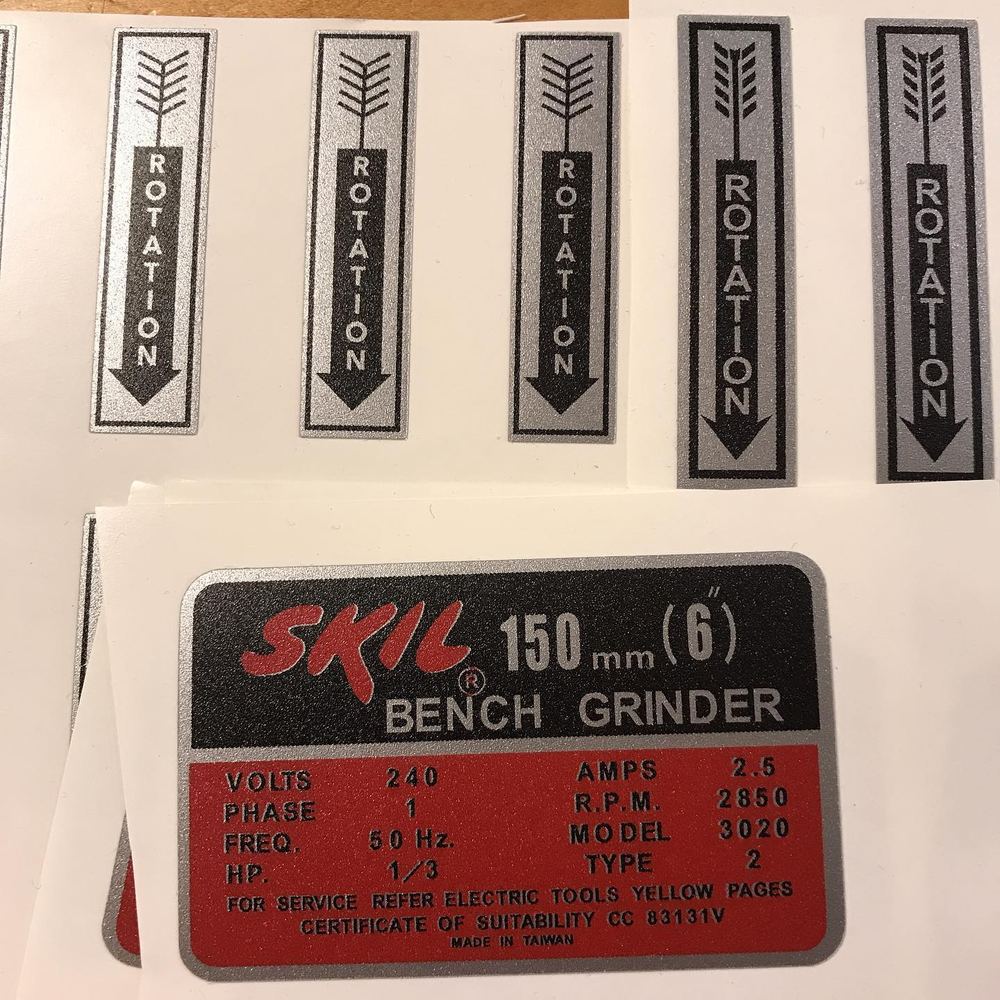 ROTATION
ROTATION
ROTATION
ROTATION
ROTATION
SKIL® 150 mm (6")
BENCH GRINDER
VOLTS 240 AMPS 2.5
PHASE 1 R.P.M. 2850
FREQ. 50 Hz. MODEL 3020
HP. 1/3 TYPE 2
FOR SERVICE REFER ELECTRIC TOOLS YELLOW PAGES
CERTIFICATE OF SUITABILITY CC 83131V
MADE IN TAIWAN